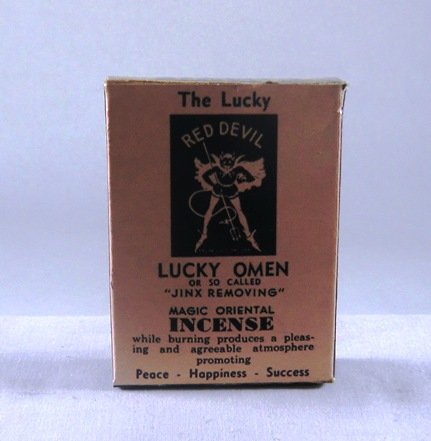 The Lucky
RED DEVIL
LUCKY OMEN
OR SO CALLED
"JINX REMOVING"
MAGIC ORIENTAL
INCENSE
while burning produces a pleas-
ing and agreeable atmosphere
promoting
Peace - Happiness - Success